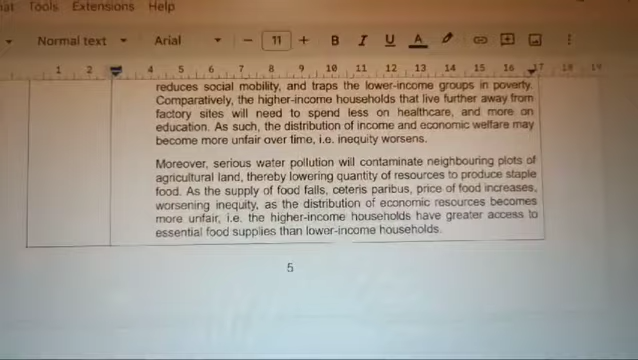 Tools Extensions Help
Normal text Arial − 11 + B I U A
1 2 4 5 6 7 8 9 10 11 12 13 14 15 16 17 18 19
reduces social mobility, and traps the lower-income groups in poverty.
Comparatively, the higher-income households that live further away from
factory sites will need to spend less on healthcare, and more on
education. As such, the distribution of income and economic welfare may
become more unfair over time, i.e. inequity worsens.
Moreover, serious water pollution will contaminate neighbouring plots of
agricultural land, thereby lowering quantity of resources to produce staple
food. As the supply of food falls, ceteris paribus, price of food increases,
worsening inequity, as the distribution of economic resources becomes
more unfair, i.e. the higher-income households have greater access to
essential food supplies than lower-income households.
5